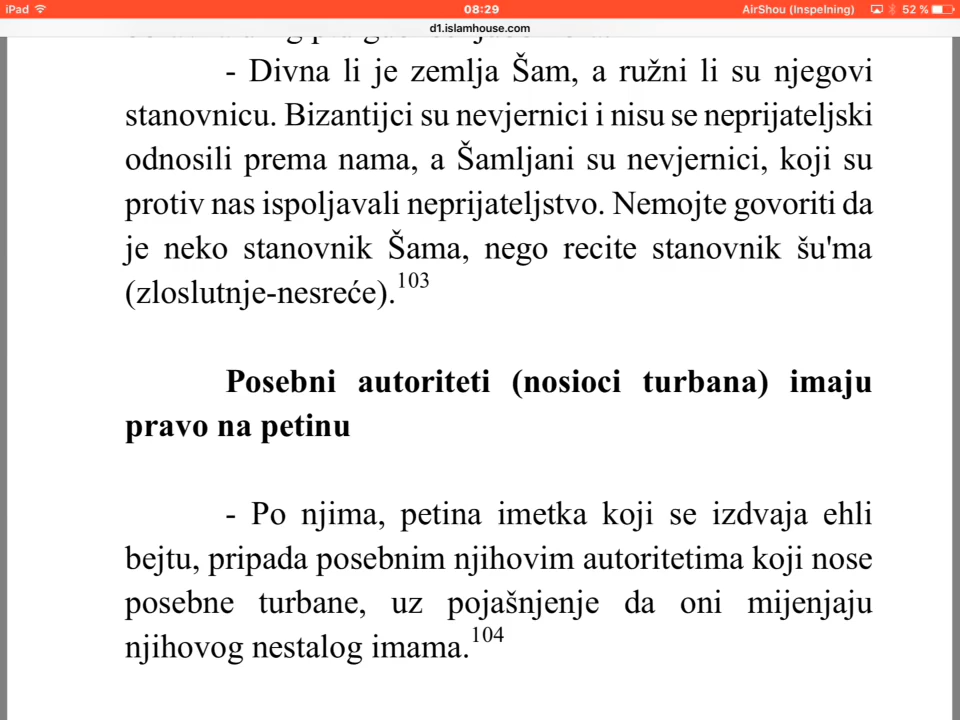 iPad 08:29 AirShou (Inspelning) 52 %
d1.islamhouse.com
- Divna li je zemlja Šam, a ružni li su njegovi
stanovnicu. Bizantijci su nevjernici i nisu se neprijateljski
odnosili prema nama, a Šamljani su nevjernici, koji su
protiv nas ispoljavali neprijateljstvo. Nemojte govoriti da
je neko stanovnik Šama, nego recite stanovnik šu'ma
(zloslutnje-nesreće).103
Posebni autoriteti (nosioci turbana) imaju
pravo na petinu
- Po njima, petina imetka koji se izdvaja ehli
bejtu, pripada posebnim njihovim autoritetima koji nose
posebne turbane, uz pojašnjenje da oni mijenjaju
njihovog nestalog imama.104